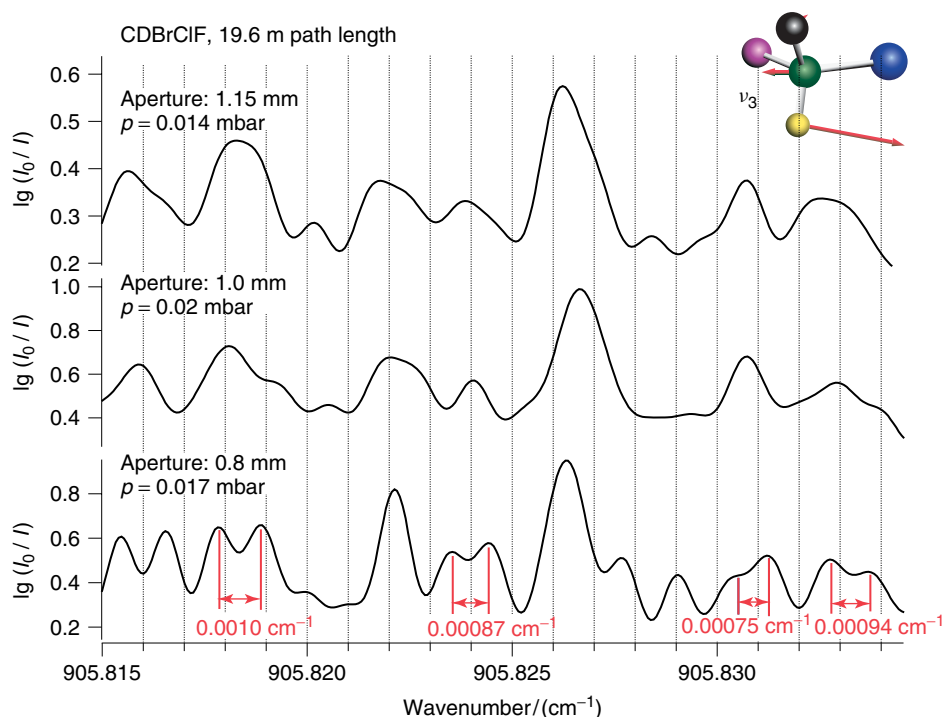 CDBrClF, 19.6 m path length
ν₃
Aperture: 1.15 mm
p = 0.014 mbar
lg (I₀ / I)
0.6
0.5
0.4
0.3
0.2
Aperture: 1.0 mm
p = 0.02 mbar
lg (I₀ / I)
1.0
0.8
0.6
0.4
Aperture: 0.8 mm
p = 0.017 mbar
lg (I₀ / I)
0.8
0.6
0.4
0.2
0.0010 cm⁻¹ 0.00087 cm⁻¹ 0.00075 cm⁻¹ 0.00094 cm⁻¹
905.815 905.820 905.825 905.830
Wavenumber/(cm⁻¹)